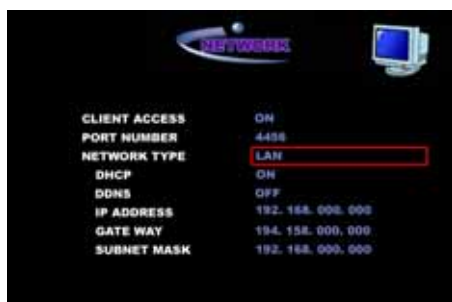 NETWORK
CLIENT ACCESS ON
PORT NUMBER 4456
NETWORK TYPE LAN
DHCP ON
DDNS OFF
IP ADDRESS 192. 168. 000. 000
GATE WAY 194. 158. 000. 000
SUBNET MASK 192. 168. 000. 000